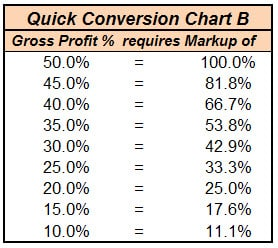 Quick Conversion Chart B
Gross Profit % requires Markup of
50.0% = 100.0%
45.0% = 81.8%
40.0% = 66.7%
35.0% = 53.8%
30.0% = 42.9%
25.0% = 33.3%
20.0% = 25.0%
15.0% = 17.6%
10.0% = 11.1%